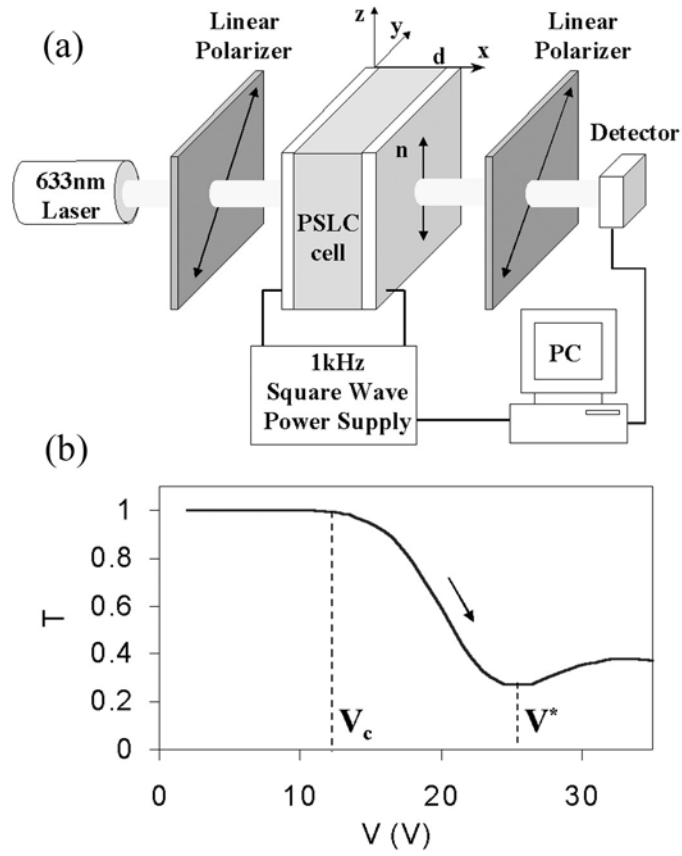 (a)
Linear
Polarizer
z
y
x
d
Linear
Polarizer
Detector
633nm
Laser
n
PSLC
cell
1kHz
Square Wave
Power Supply
PC
(b)
1
0.8
0.6
0.4
0.2
0
T
Vc
V*
0 10 20 30
V (V)